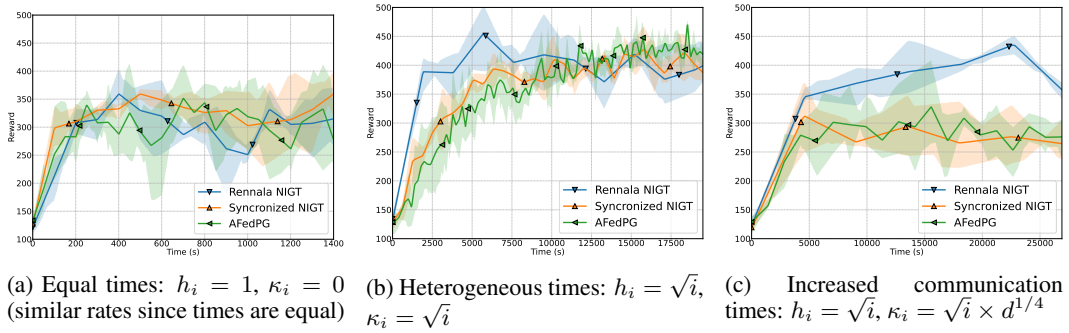 500
450
400
350
300
250
200
150
100
Reward
0 200 400 600 800 1000 1200 1400
Time (s)
Rennala NIGT
Syncronized NIGT
AFedPG
(a) Equal times: h_i = 1, κ_i = 0
(similar rates since times are equal)
500
450
400
350
300
250
200
150
100
Reward
0 2500 5000 7500 10000 12500 15000 17500
Time (s)
Rennala NIGT
Syncronized NIGT
AFedPG
(b) Heterogeneous times: h_i = √i,
κ_i = √i
500
450
400
350
300
250
200
150
100
Reward
0 5000 10000 15000 20000 25000
Time (s)
Rennala NIGT
Syncronized NIGT
AFedPG
(c) Increased communication
times: h_i = √i, κ_i = √i × d^{1/4}